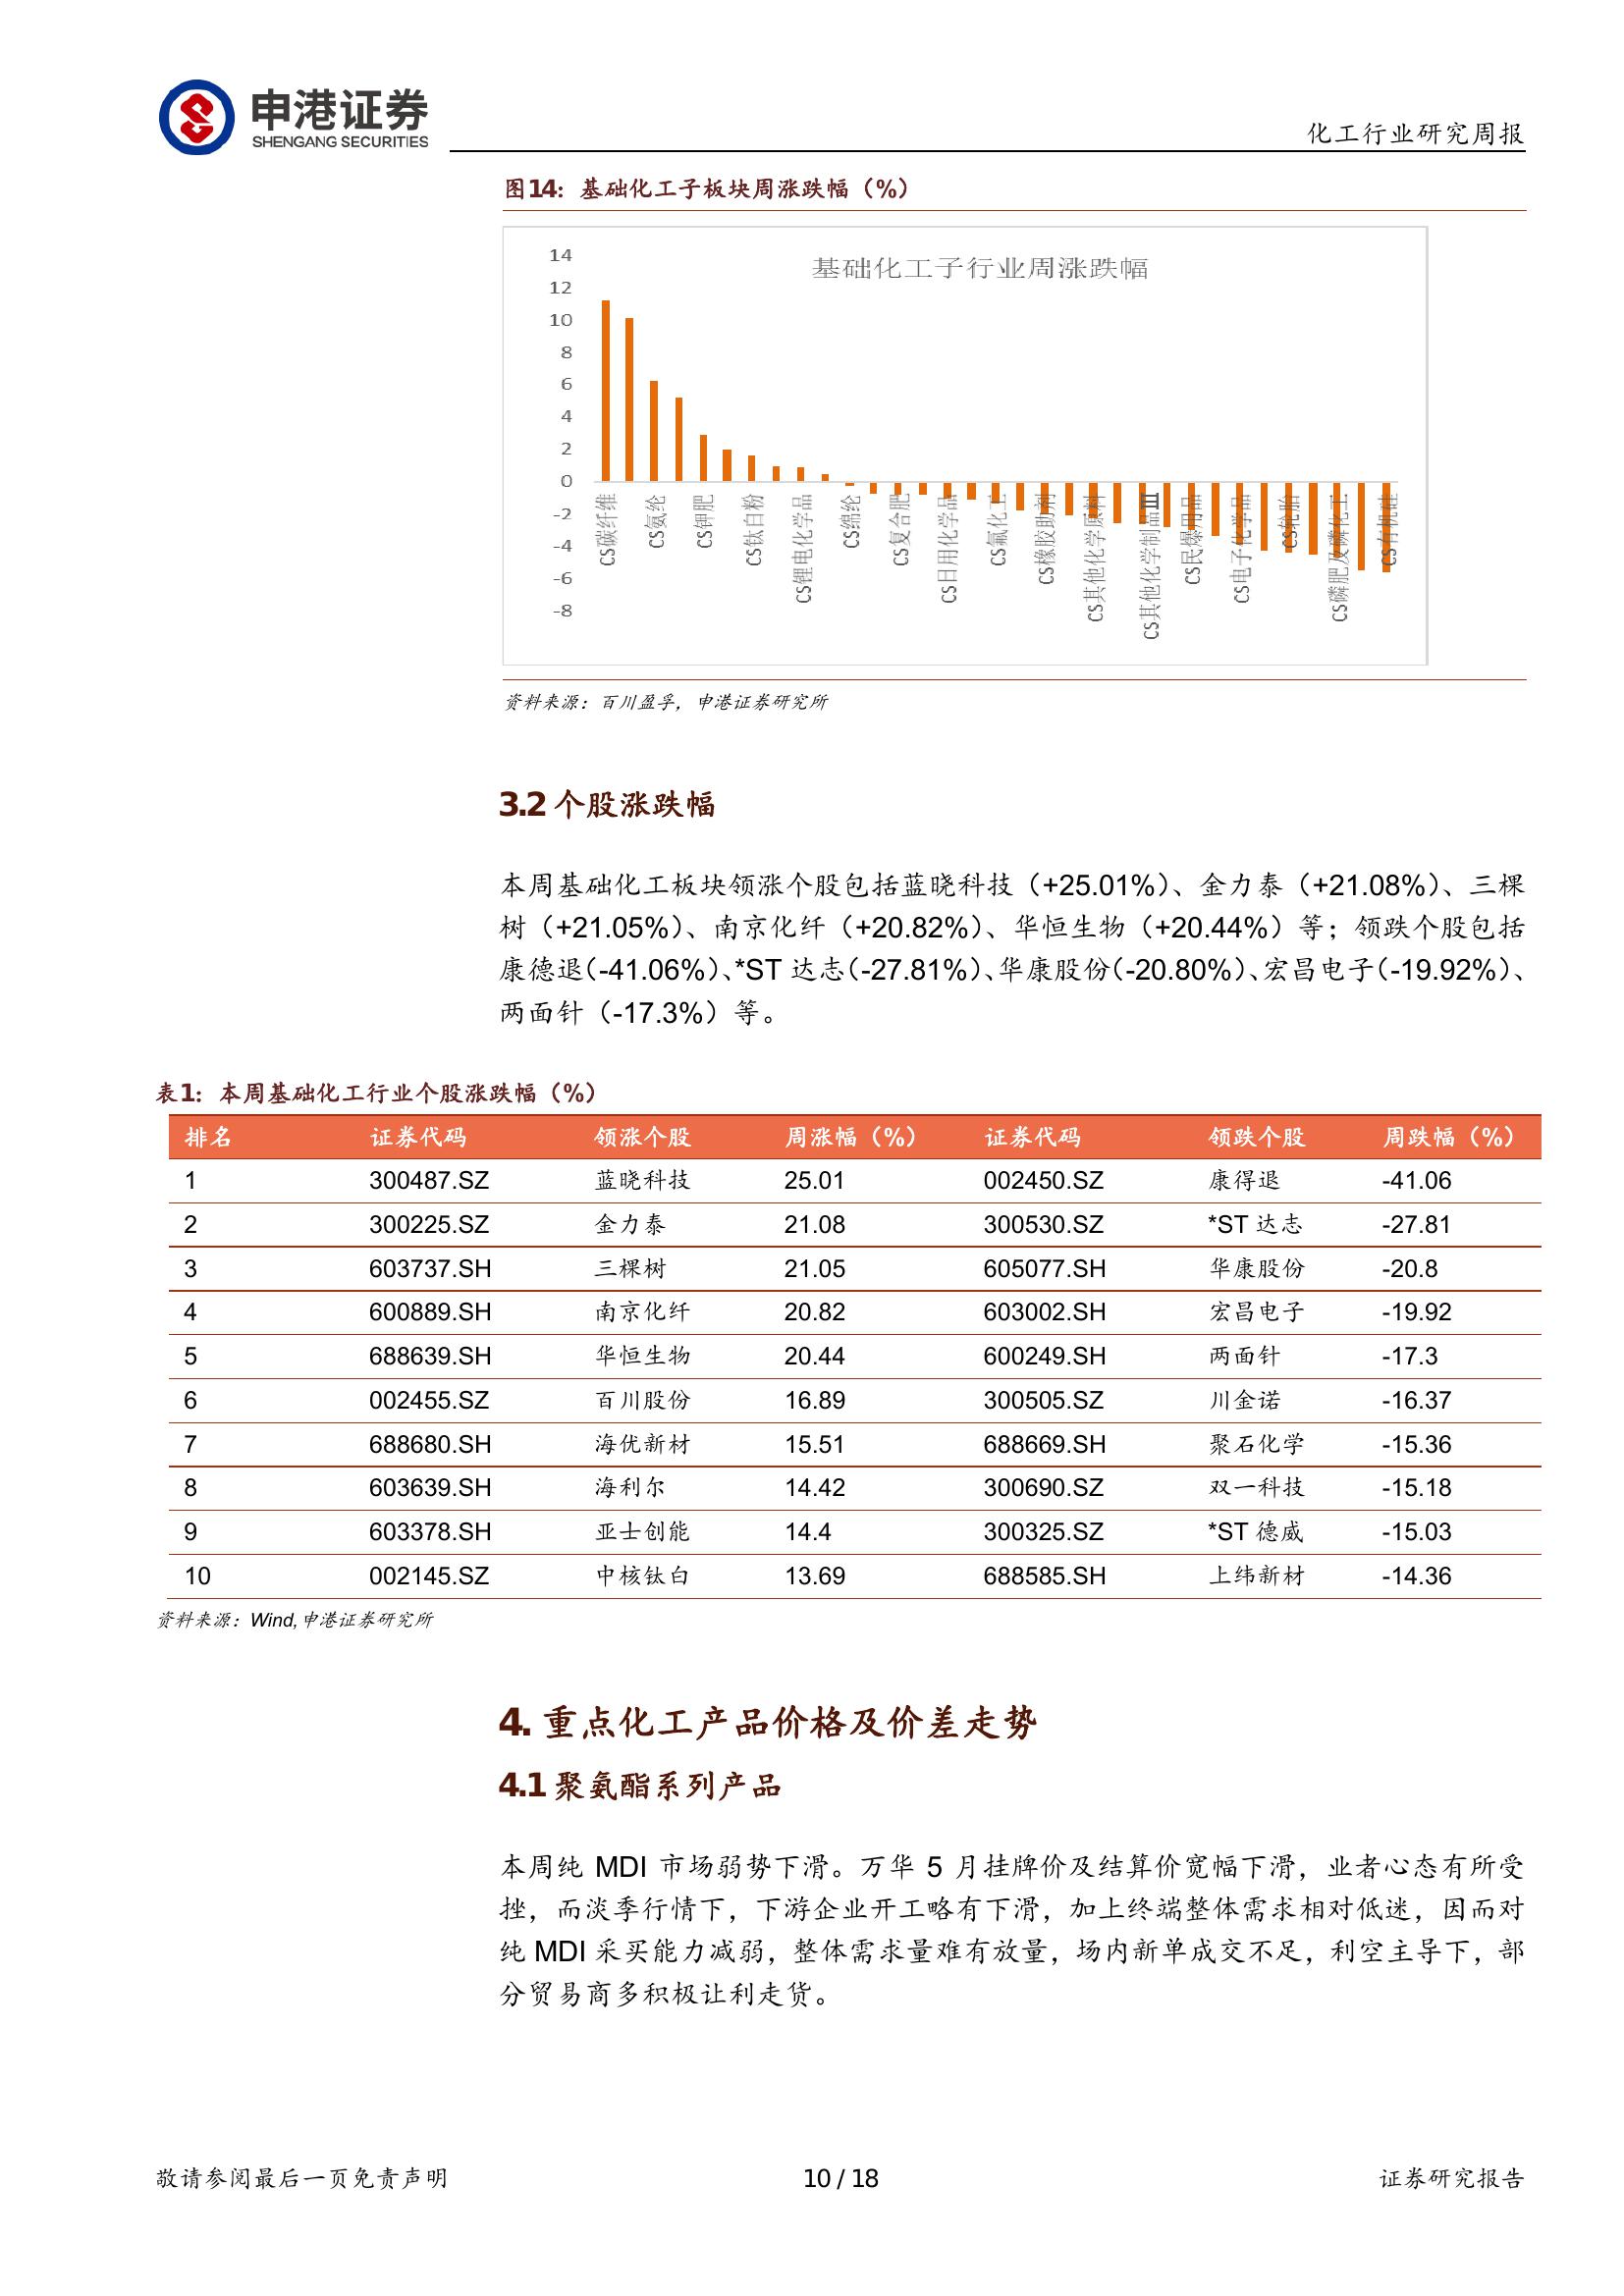 申港证券
SHENGANG SECURITIES
化工行业研究周报
图14：基础化工子板块周涨跌幅（%）
基础化工子行业周涨跌幅
14
12
10
8
6
4
2
0
-2
-4
-6
-8
CS碳纤维
CS氨纶
CS钾肥
CS钛白粉
CS锂电化学品
CS绵纶
CS复合肥
CS日用化学品
CS氟化工
CS橡胶助剂
CS其他化学原料
CS其他化学制品Ⅲ
CS民爆用品
CS电子化学品
CS轮胎
CS磷肥及磷化工
CS有机硅
资料来源：百川盈孚，申港证券研究所
3.2 个股涨跌幅
本周基础化工板块领涨个股包括蓝晓科技（+25.01%）、金力泰（+21.08%）、三棵
树（+21.05%）、南京化纤（+20.82%）、华恒生物（+20.44%）等；领跌个股包括
康德退（-41.06%）、*ST 达志（-27.81%）、华康股份（-20.80%）、宏昌电子（-19.92%）、
两面针（-17.3%）等。
表1：本周基础化工行业个股涨跌幅（%）
排名 证券代码 领涨个股 周涨幅（%） 证券代码 领跌个股 周跌幅（%）
1 300487.SZ 蓝晓科技 25.01 002450.SZ 康得退 -41.06
2 300225.SZ 金力泰 21.08 300530.SZ *ST 达志 -27.81
3 603737.SH 三棵树 21.05 605077.SH 华康股份 -20.8
4 600889.SH 南京化纤 20.82 603002.SH 宏昌电子 -19.92
5 688639.SH 华恒生物 20.44 600249.SH 两面针 -17.3
6 002455.SZ 百川股份 16.89 300505.SZ 川金诺 -16.37
7 688680.SH 海优新材 15.51 688669.SH 聚石化学 -15.36
8 603639.SH 海利尔 14.42 300690.SZ 双一科技 -15.18
9 603378.SH 亚士创能 14.4 300325.SZ *ST 德威 -15.03
10 002145.SZ 中核钛白 13.69 688585.SH 上纬新材 -14.36
资料来源：Wind,申港证券研究所
4. 重点化工产品价格及价差走势
4.1 聚氨酯系列产品
本周纯 MDI 市场弱势下滑。万华 5 月挂牌价及结算价宽幅下滑，业者心态有所受
挫，而淡季行情下，下游企业开工略有下滑，加上终端整体需求相对低迷，因而对
纯 MDI 采买能力减弱，整体需求量难有放量，场内新单成交不足，利空主导下，部
分贸易商多积极让利走货。
敬请参阅最后一页免责声明
10 / 18
证券研究报告